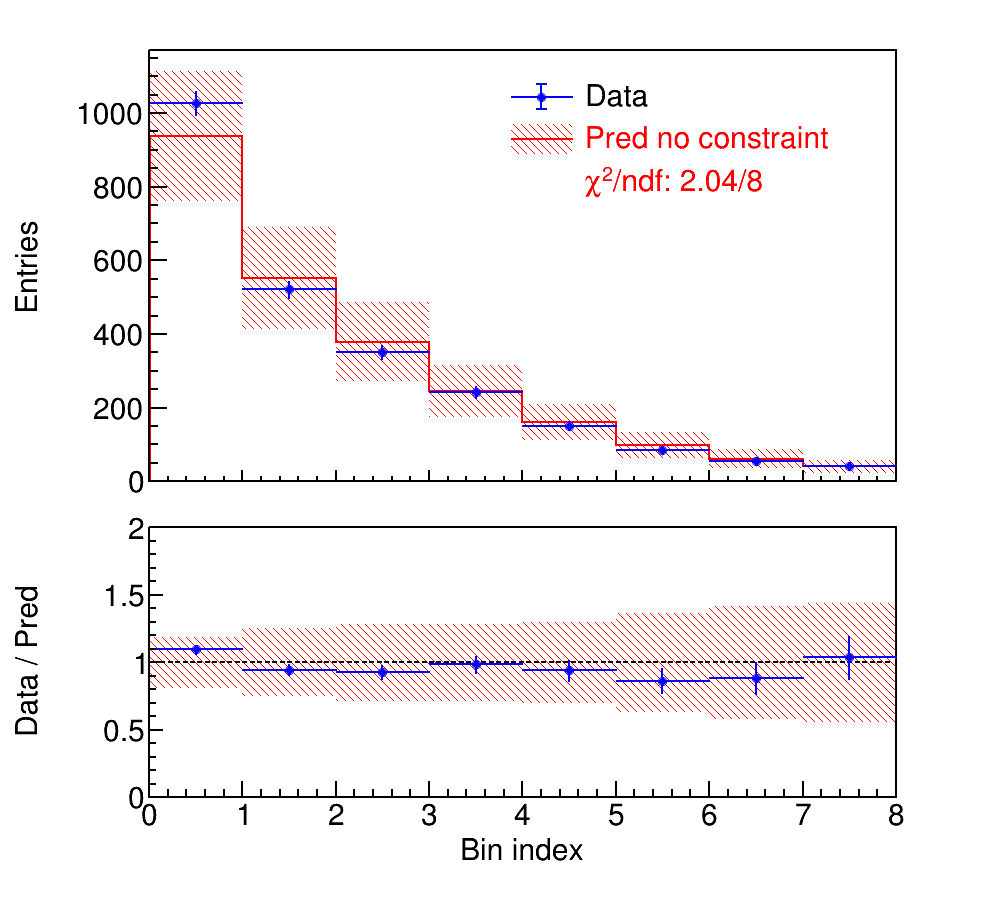 Entries
1000
800
600
400
200
0
Data
Pred no constraint
χ²/ndf: 2.04/8
Data / Pred
2
1.5
1
0.5
0
0 1 2 3 4 5 6 7 8
Bin index